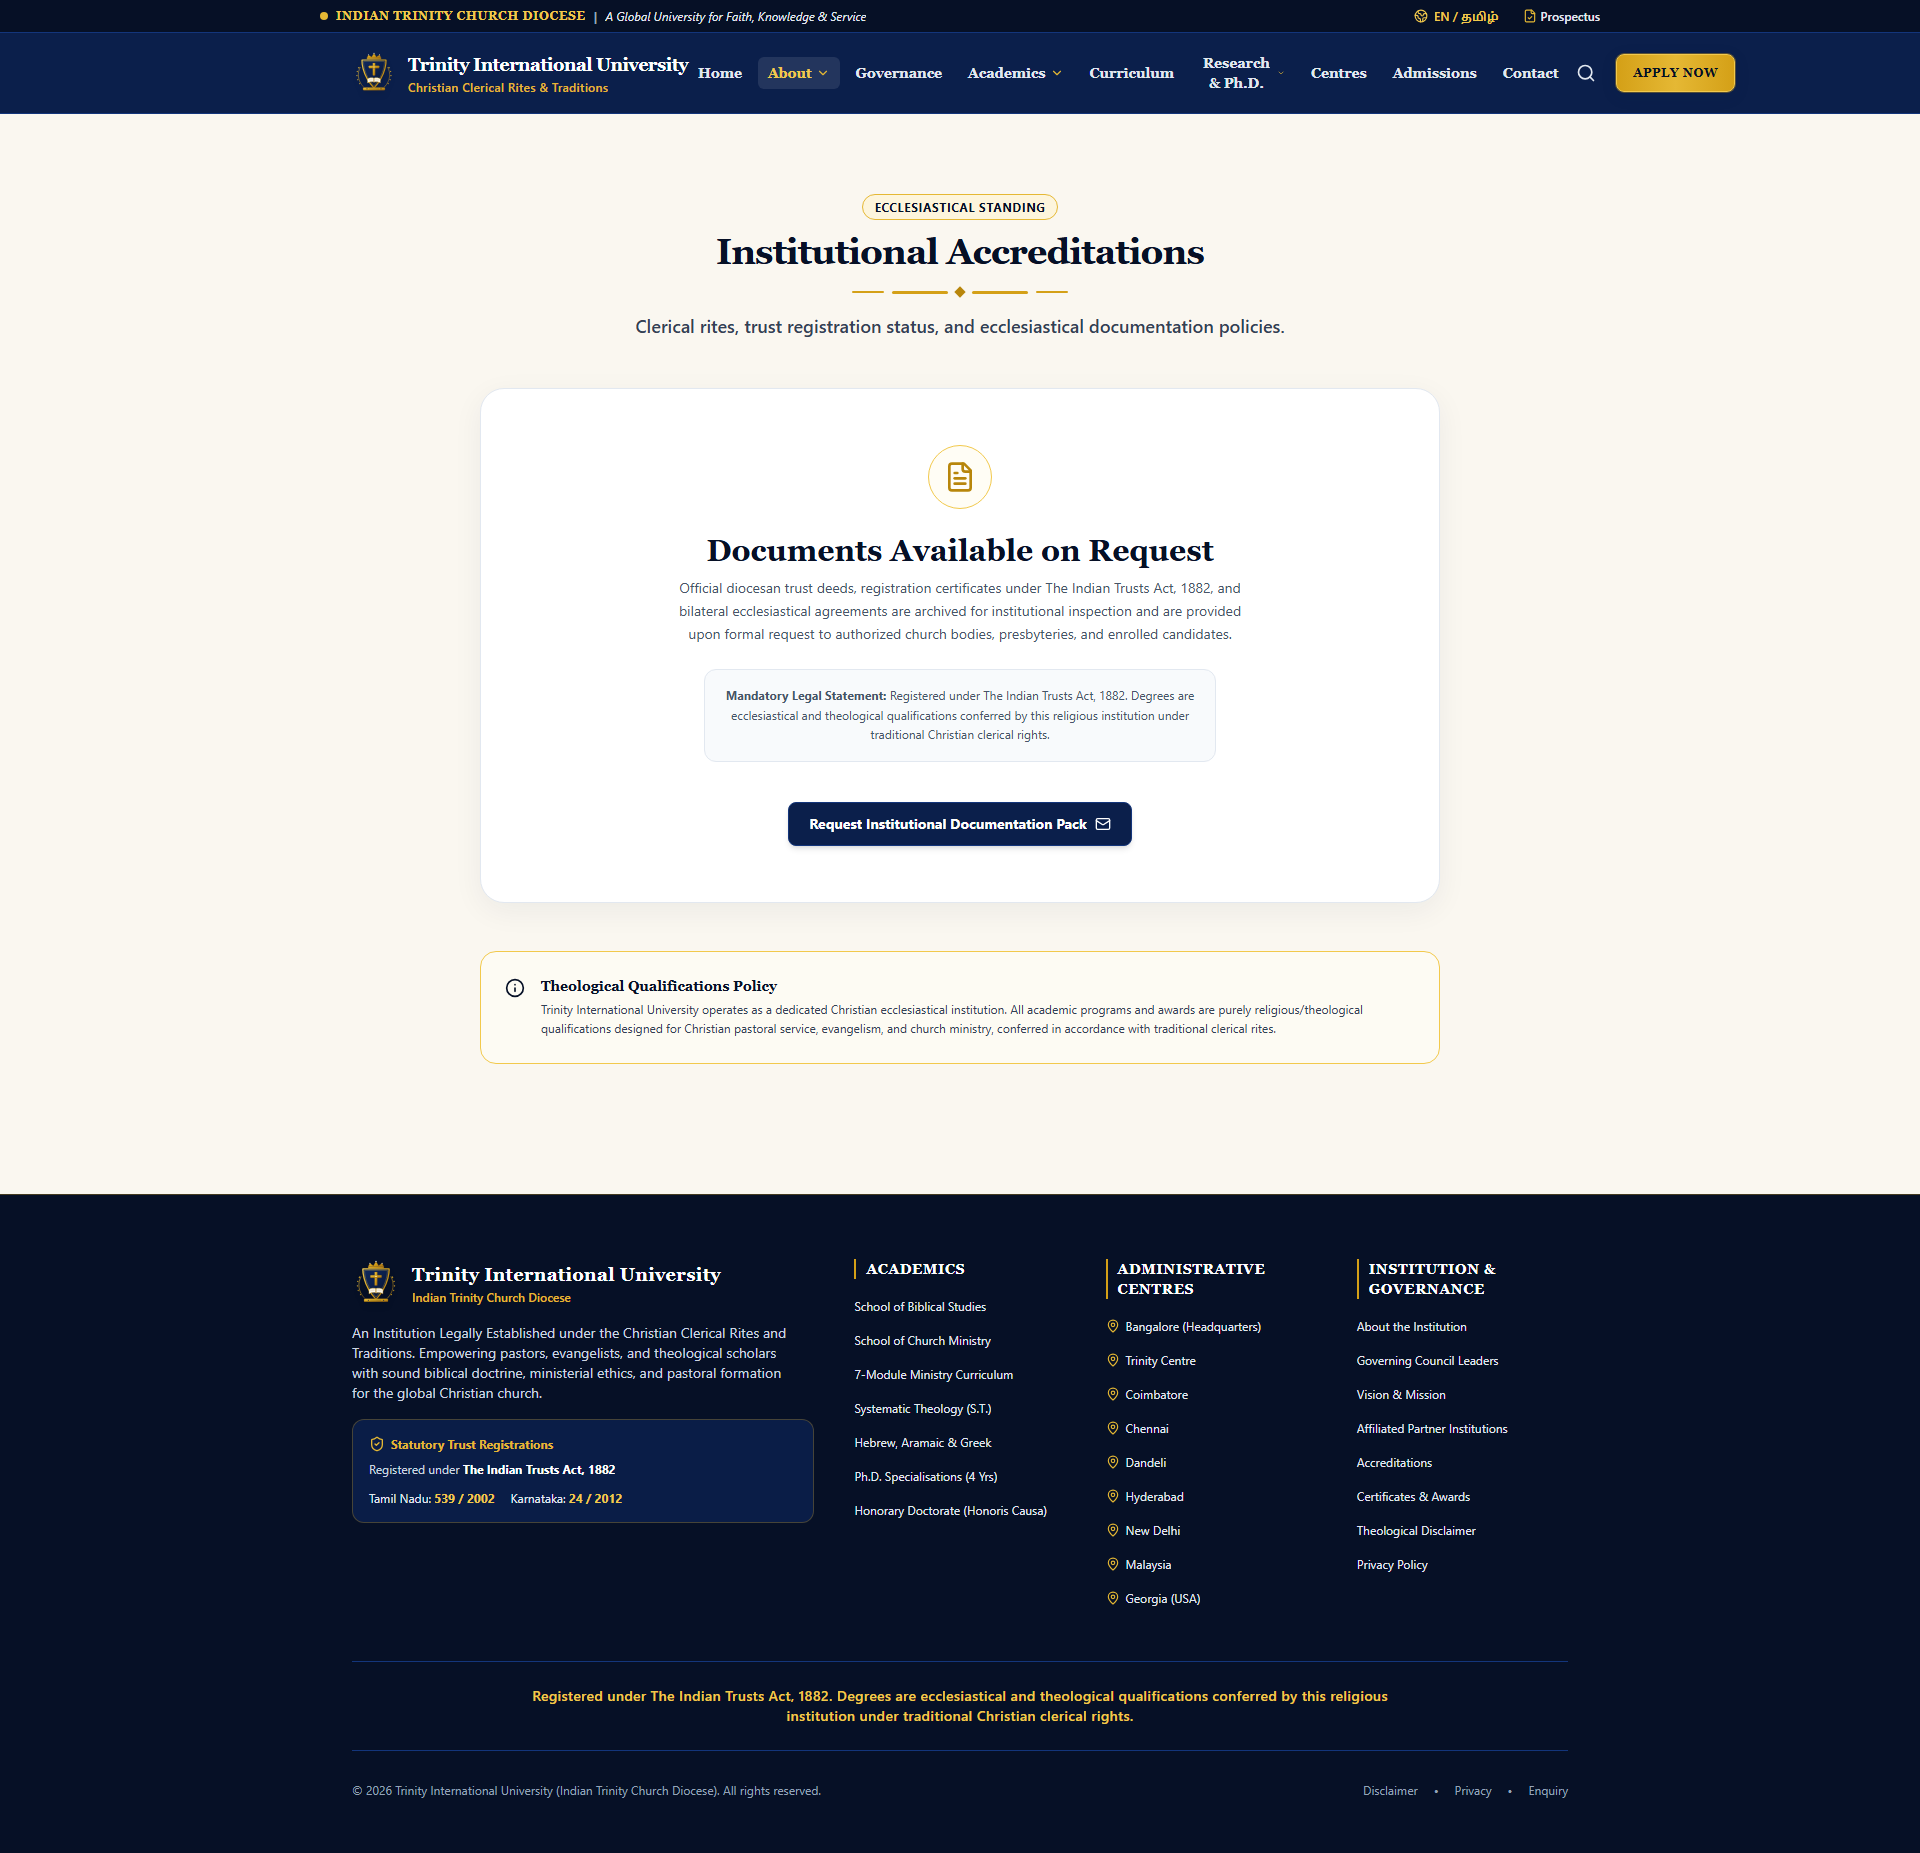 INDIAN TRINITY CHURCH DIOCESE | A Global University for Faith, Knowledge & Service
EN / தமிழ்
Prospectus
Trinity International University
Christian Clerical Rites & Traditions
Home
About
Governance
Academics
Curriculum
Research
& Ph.D.
Centres
Admissions
Contact
APPLY NOW
ECCLESIASTICAL STANDING
Institutional Accreditations
Clerical rites, trust registration status, and ecclesiastical documentation policies.
Documents Available on Request
Official diocesan trust deeds, registration certificates under The Indian Trusts Act, 1882, and
bilateral ecclesiastical agreements are archived for institutional inspection and are provided
upon formal request to authorized church bodies, presbyteries, and enrolled candidates.
Mandatory Legal Statement: Registered under The Indian Trusts Act, 1882. Degrees are
ecclesiastical and theological qualifications conferred by this religious institution under
traditional Christian clerical rights.
Request Institutional Documentation Pack
Theological Qualifications Policy
Trinity International University operates as a dedicated Christian ecclesiastical institution. All academic programs and awards are purely religious/theological
qualifications designed for Christian pastoral service, evangelism, and church ministry, conferred in accordance with traditional clerical rites.
Trinity International University
Indian Trinity Church Diocese
An Institution Legally Established under the Christian Clerical Rites and
Traditions. Empowering pastors, evangelists, and theological scholars
with sound biblical doctrine, ministerial ethics, and pastoral formation
for the global Christian church.
Statutory Trust Registrations
Registered under The Indian Trusts Act, 1882
Tamil Nadu: 539 / 2002 Karnataka: 24 / 2012
ACADEMICS
School of Biblical Studies
School of Church Ministry
7-Module Ministry Curriculum
Systematic Theology (S.T.)
Hebrew, Aramaic & Greek
Ph.D. Specialisations (4 Yrs)
Honorary Doctorate (Honoris Causa)
ADMINISTRATIVE
CENTRES
Bangalore (Headquarters)
Trinity Centre
Coimbatore
Chennai
Dandeli
Hyderabad
New Delhi
Malaysia
Georgia (USA)
INSTITUTION &
GOVERNANCE
About the Institution
Governing Council Leaders
Vision & Mission
Affiliated Partner Institutions
Accreditations
Certificates & Awards
Theological Disclaimer
Privacy Policy
Registered under The Indian Trusts Act, 1882. Degrees are ecclesiastical and theological qualifications conferred by this religious
institution under traditional Christian clerical rights.
© 2026 Trinity International University (Indian Trinity Church Diocese). All rights reserved.
Disclaimer • Privacy • Enquiry